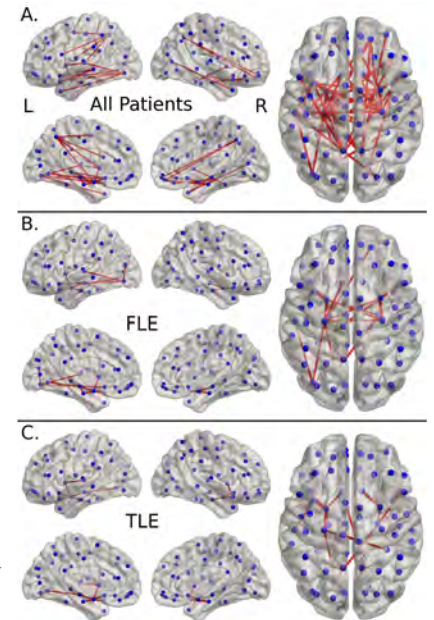 A.
L All Patients R
B.
FLE
C.
TLE